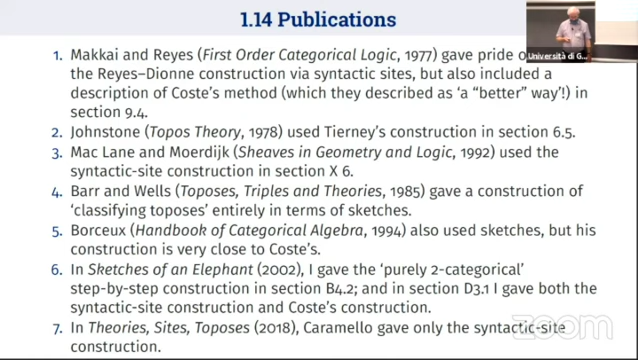 1.14 Publications
1. Makkai and Reyes (First Order Categorical Logic, 1977) gave pride o
the Reyes–Dionne construction via syntactic sites, but also included a
description of Coste's method (which they described as 'a “better” way'!) in
section 9.4.
2. Johnstone (Topos Theory, 1978) used Tierney's construction in section 6.5.
3. Mac Lane and Moerdijk (Sheaves in Geometry and Logic, 1992) used the
syntactic-site construction in section X 6.
4. Barr and Wells (Toposes, Triples and Theories, 1985) gave a construction of
'classifying toposes' entirely in terms of sketches.
5. Borceux (Handbook of Categorical Algebra, 1994) also used sketches, but his
construction is very close to Coste's.
6. In Sketches of an Elephant (2002), I gave the 'purely 2-categorical'
step-by-step construction in section B4.2; and in section D3.1 I gave both the
syntactic-site construction and Coste's construction.
7. In Theories, Sites, Toposes (2018), Caramello gave only the syntactic-site
construction.
Università di G...
zoom